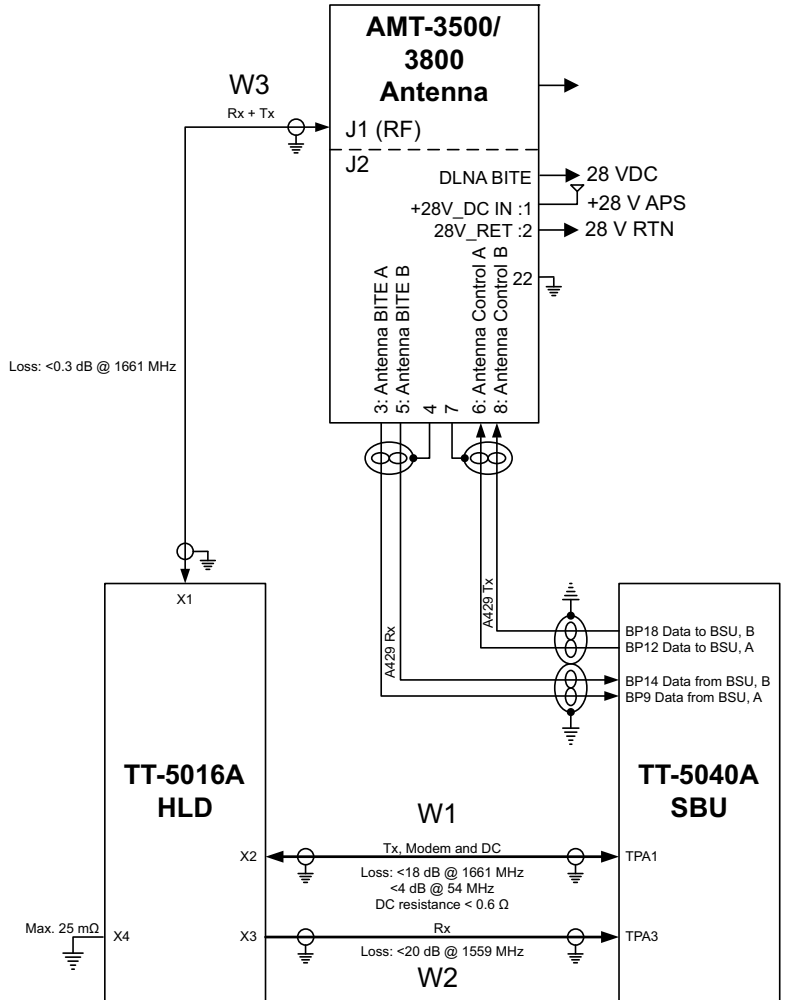 AMT-3500/
3800
Antenna
W3
Rx + Tx
J1 (RF)
J2
DLNA BITE
28 VDC
+28V_DC IN :1
+28 V APS
28V_RET :2
28 V RTN
22
3: Antenna BITE A
5: Antenna BITE B
4
7
6: Antenna Control A
8: Antenna Control B
Loss: <0.3 dB @ 1661 MHz
X1
A429 Rx
A429 Tx
BP18 Data to BSU, B
BP12 Data to BSU, A
BP14 Data from BSU, B
BP9 Data from BSU, A
TT-5016A
HLD
TT-5040A
SBU
W1
Tx, Modem and DC
X2
TPA1
Loss: <18 dB @ 1661 MHz
<4 dB @ 54 MHz
DC resistance < 0.6 Ω
Max. 25 mΩ
X4
X3
Rx
TPA3
Loss: <20 dB @ 1559 MHz
W2